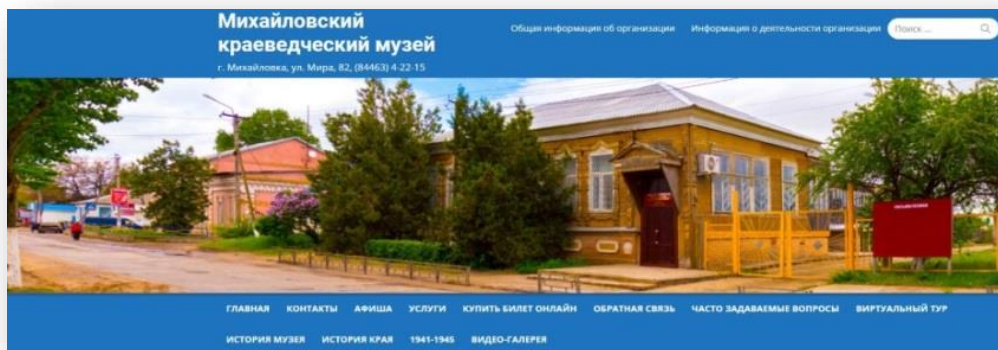 Михайловский
краеведческий музей
г. Михайловка, ул. Мира, 82, (84463) 4-22-15
Общая информация об организации
Информация о деятельности организации
Поиск ...
ГЛАВНАЯ КОНТАКТЫ АФИША УСЛУГИ КУПИТЬ БИЛЕТ ОНЛАЙН ОБРАТНАЯ СВЯЗЬ ЧАСТО ЗАДАВАЕМЫЕ ВОПРОСЫ ВИРТУАЛЬНЫЙ ТУР
ИСТОРИЯ МУЗЕЯ ИСТОРИЯ КРАЯ 1941-1945 ВИДЕО-ГАЛЕРЕЯ